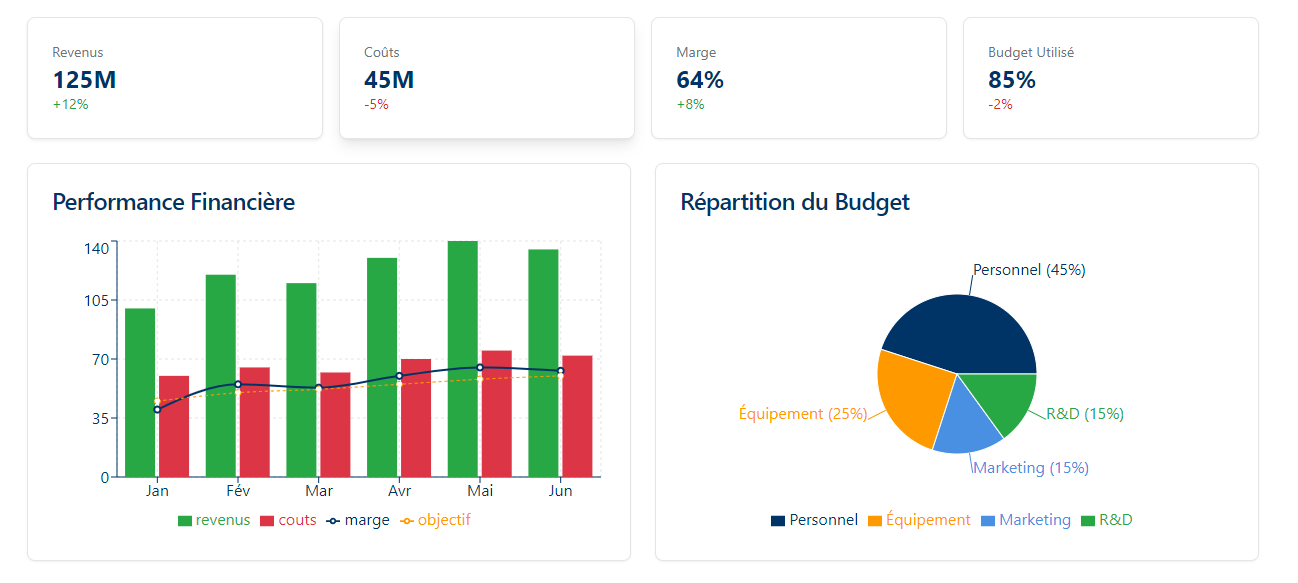 Revenus
125M
+12%
Coûts
45M
-5%
Marge
64%
+8%
Budget Utilisé
85%
-2%
Performance Financière
140
105
70
35
0
Jan Fév Mar Avr Mai Jun
revenus couts marge objectif
Répartition du Budget
Personnel (45%)
Équipement (25%)
R&D (15%)
Marketing (15%)
Personnel Équipement Marketing R&D